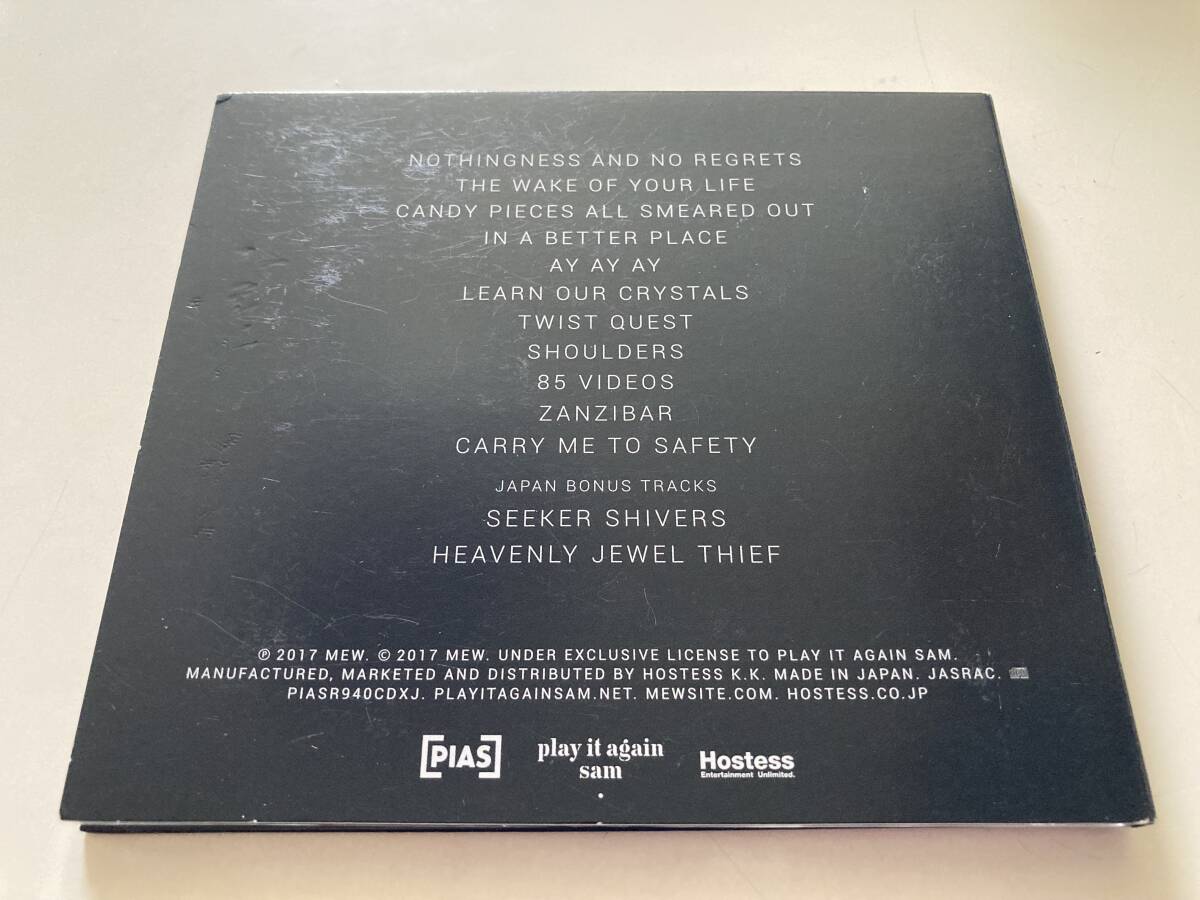 NOTHINGNESS AND NO REGRETS
THE WAKE OF YOUR LIFE
CANDY PIECES ALL SMEARED OUT
IN A BETTER PLACE
AY AY AY
LEARN OUR CRYSTALS
TWIST QUEST
SHOULDERS
85 VIDEOS
ZANZIBAR
CARRY ME TO SAFETY
JAPAN BONUS TRACKS
SEEKER SHIVERS
HEAVENLY JEWEL THIEF
℗ 2017 MEW. © 2017 MEW. UNDER EXCLUSIVE LICENSE TO PLAY IT AGAIN SAM.
MANUFACTURED, MARKETED AND DISTRIBUTED BY HOSTESS K.K. MADE IN JAPAN. JASRAC.
PIASR940CDXJ. PLAYITAGAINSAM.NET. MEWSITE.COM. HOSTESS.CO.JP
[PIAS]
play it again
sam
Hostess
Entertainment Unlimited.